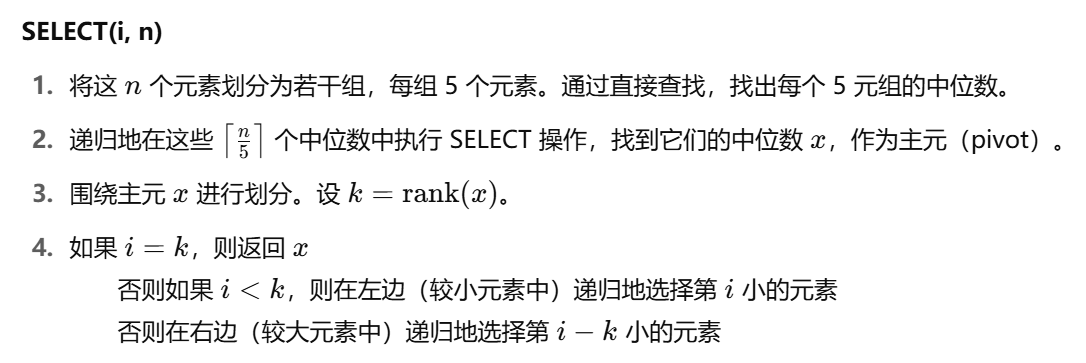 SELECT(i, n)
1. 将这 n 个元素划分为若干组，每组 5 个元素。通过直接查找，找出每个 5 元组的中位数。
2. 递归地在这些 ⌈n/5⌉ 个中位数中执行 SELECT 操作，找到它们的中位数 x，作为主元（pivot）。
3. 围绕主元 x 进行划分。设 k = rank(x)。
4. 如果 i = k，则返回 x
否则如果 i < k，则在左边（较小元素中）递归地选择第 i 小的元素
否则在右边（较大元素中）递归地选择第 i − k 小的元素